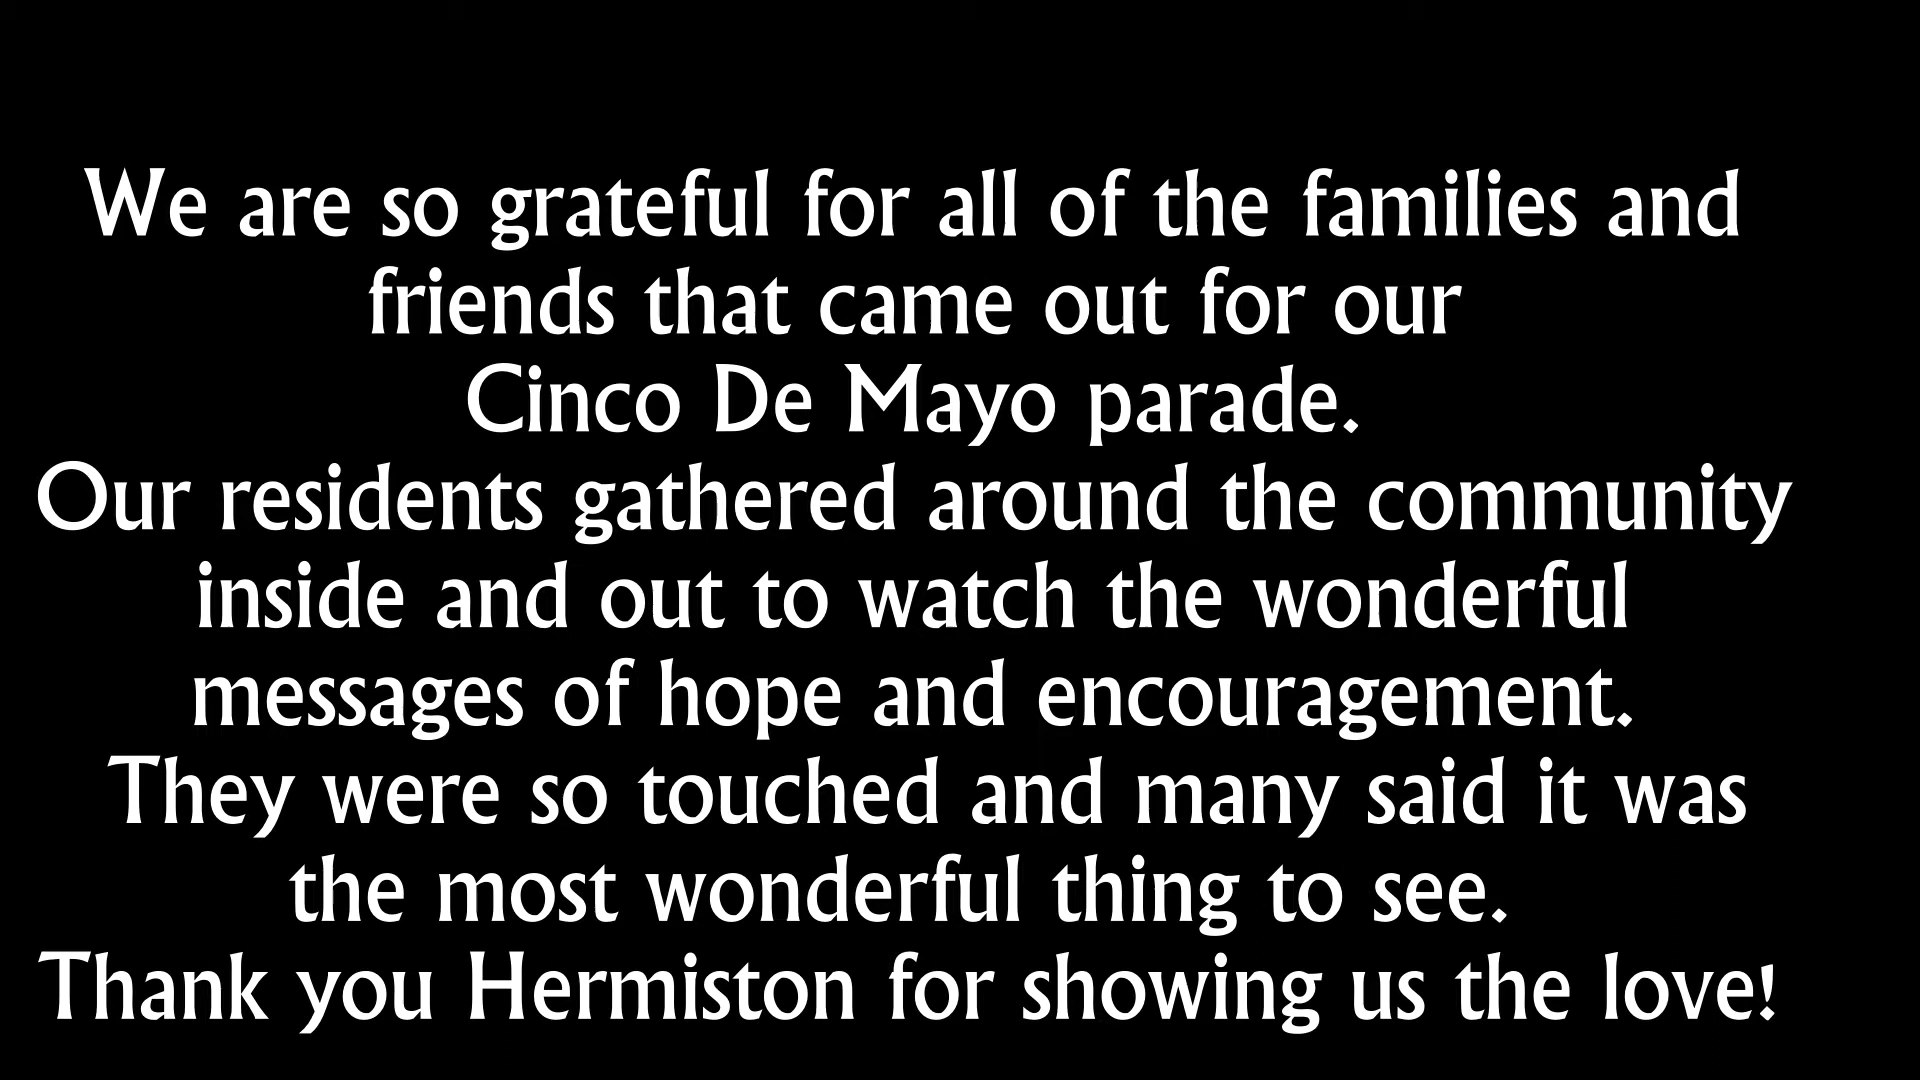 We are so grateful for all of the families and
friends that came out for our
Cinco De Mayo parade.
Our residents gathered around the community
inside and out to watch the wonderful
messages of hope and encouragement.
They were so touched and many said it was
the most wonderful thing to see.
Thank you Hermiston for showing us the love!